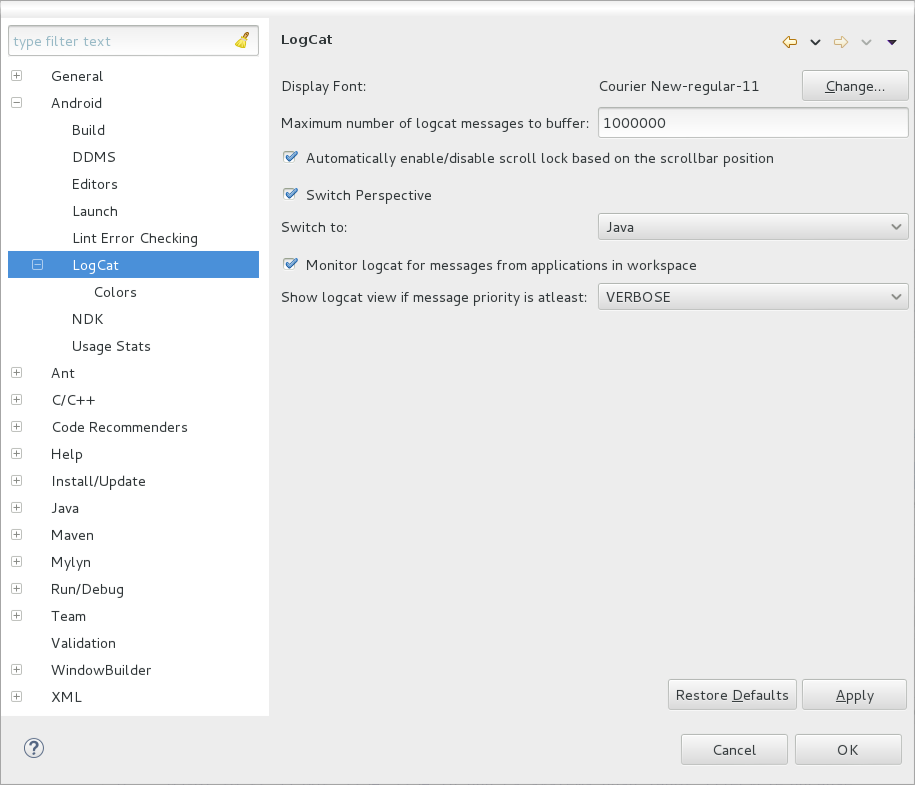 type filter text
General
Android
Build
DDMS
Editors
Launch
Lint Error Checking
LogCat
Colors
NDK
Usage Stats
Ant
C/C++
Code Recommenders
Help
Install/Update
Java
Maven
Mylyn
Run/Debug
Team
Validation
WindowBuilder
XML
LogCat
Display Font: Courier New-regular-11 Change...
Maximum number of logcat messages to buffer: 1000000
Automatically enable/disable scroll lock based on the scrollbar position
Switch Perspective
Switch to: Java
Monitor logcat for messages from applications in workspace
Show logcat view if message priority is atleast: VERBOSE
Restore Defaults Apply
? Cancel OK